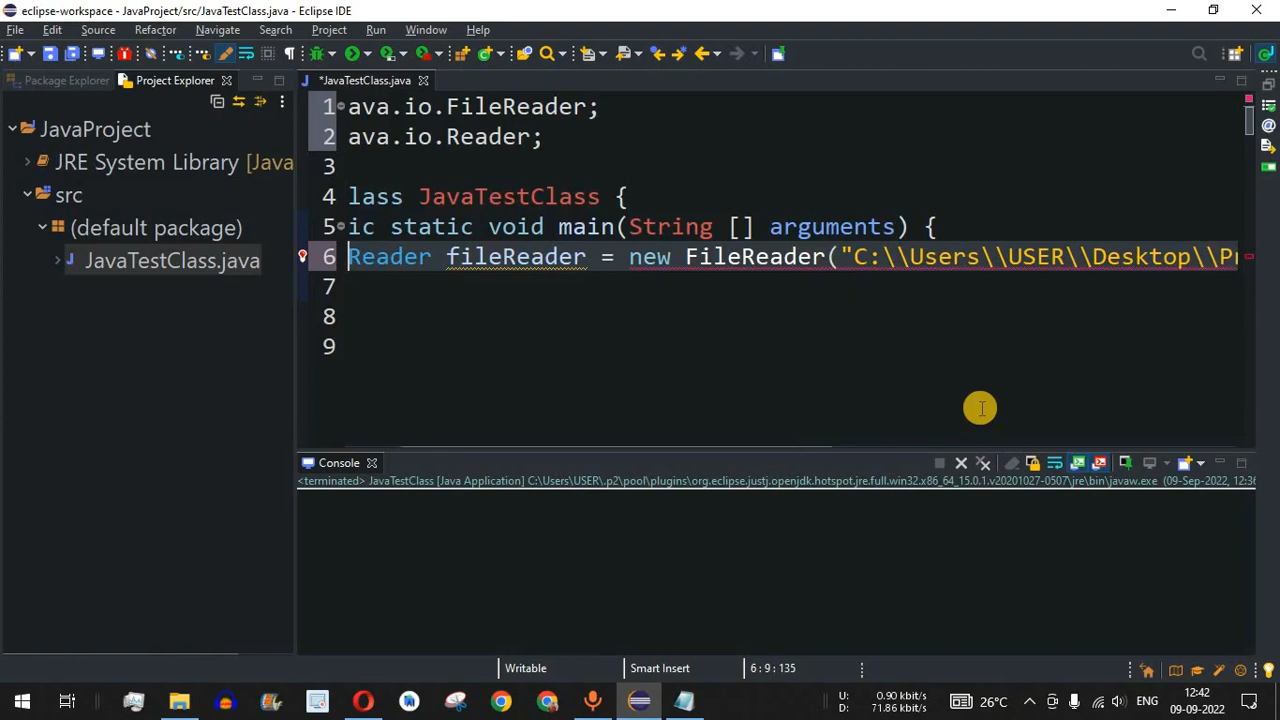 eclipse-workspace - JavaProject/src/JavaTestClass.java - Eclipse IDE
File Edit Source Refactor Navigate Search Project Run Window Help
Package Explorer Project Explorer
*JavaTestClass.java
1 ava.io.FileReader;
2 ava.io.Reader;
3
4 lass JavaTestClass {
5 ic static void main(String [] arguments) {
6 Reader fileReader = new FileReader("C:\\Users\\USER\\Desktop\\Pr
7
8
9
JavaProject
JRE System Library [Java
src
(default package)
JavaTestClass.java
Console
<terminated> JavaTestClass [Java Application] C:\Users\USER\.p2\pool\plugins\org.eclipse.justj.openjdk.hotspot.jre.full.win32.x86_64_15.0.1.v20201027-0507\jre\bin\javaw.exe (09-Sep-2022, 12:36
Writable Smart Insert 6 : 9 : 135
U: 0.90 kbit/s
D: 71.86 kbit/s
26°C
ENG
12:42
09-09-2022